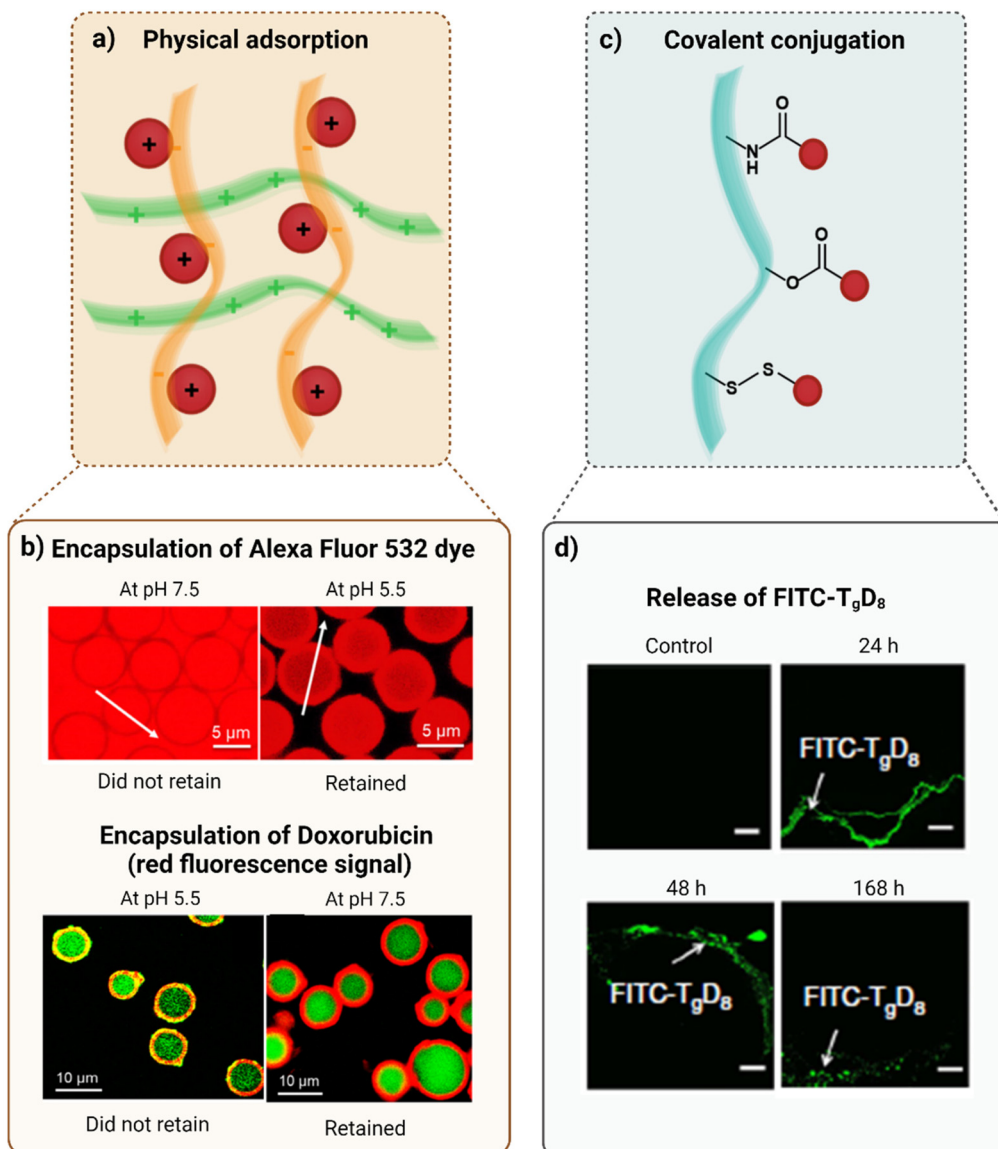 a) Physical adsorption
+
+
-
-
+
+
+
+
+
+
+
-
-
+
+
+
+
+
+
-
-
+
+
c) Covalent conjugation
O
N
H
O
O
S
S
b) Encapsulation of Alexa Fluor 532 dye
At pH 7.5 At pH 5.5
5 µm 5 µm
Did not retain Retained
Encapsulation of Doxorubicin
(red fluorescence signal)
At pH 5.5 At pH 7.5
10 µm 10 µm
Did not retain Retained
d)
Release of FITC-TgD8
Control 24 h
FITC-TgD8
48 h 168 h
FITC-TgD8 FITC-TgD8